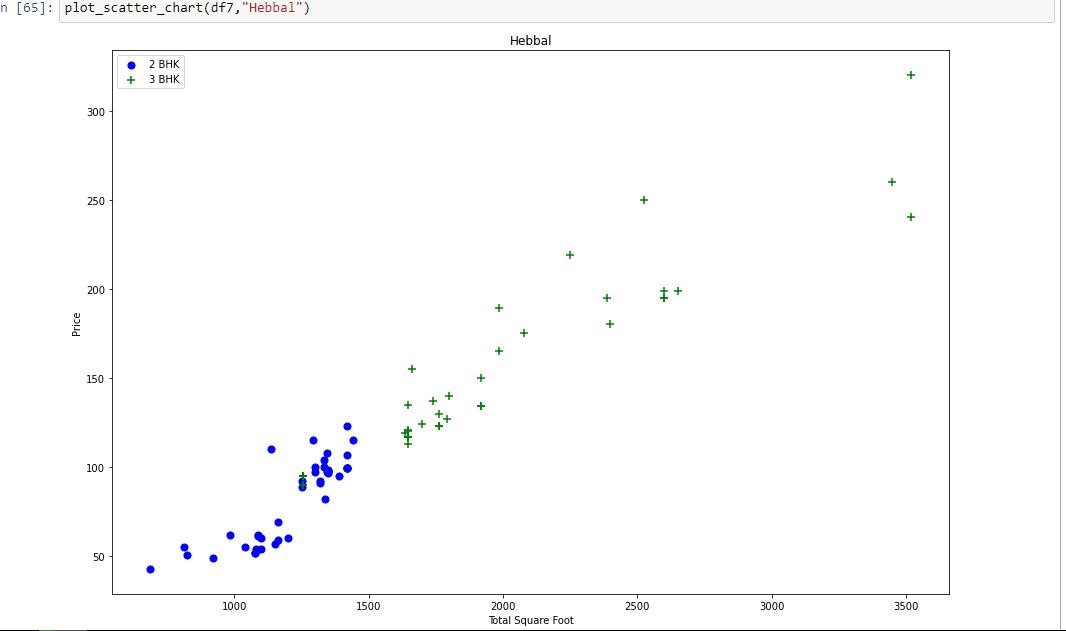 n [65]: plot_scatter_chart(df7,"Hebbal")
Hebbal
2 BHK
3 BHK
300
250
200
150
100
50
Price
1000 1500 2000 2500 3000 3500
Total Square Foot